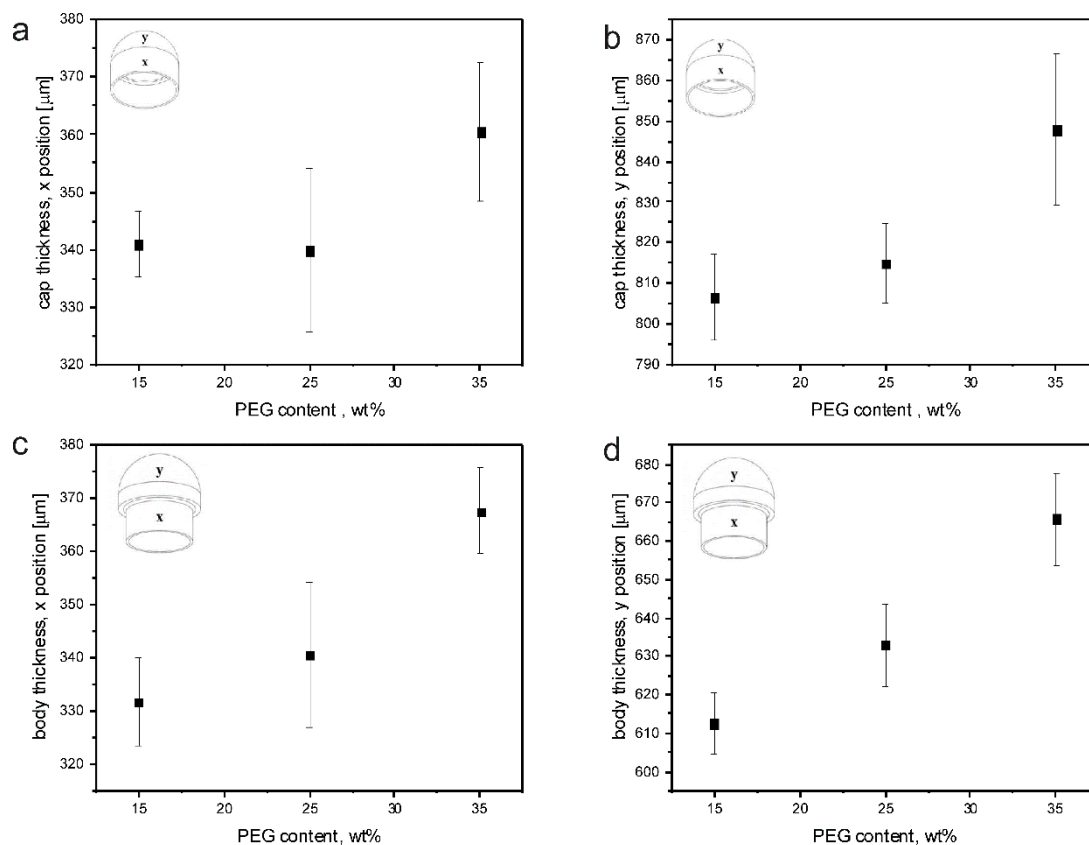 a
y
x
cap thickness, x position [μm]
380
370
360
350
340
330
320
15 20 25 30 35
PEG content , wt%
b
y
x
cap thickness, y position [μm]
870
860
850
840
830
820
810
800
790
15 20 25 30 35
PEG content , wt%
c
y
x
body thickness, x position [μm]
380
370
360
350
340
330
320
15 20 25 30 35
PEG content, wt%
d
y
x
body thickness, y position [μm]
680
670
660
650
640
630
620
610
600
15 20 25 30 35
PEG content, wt%